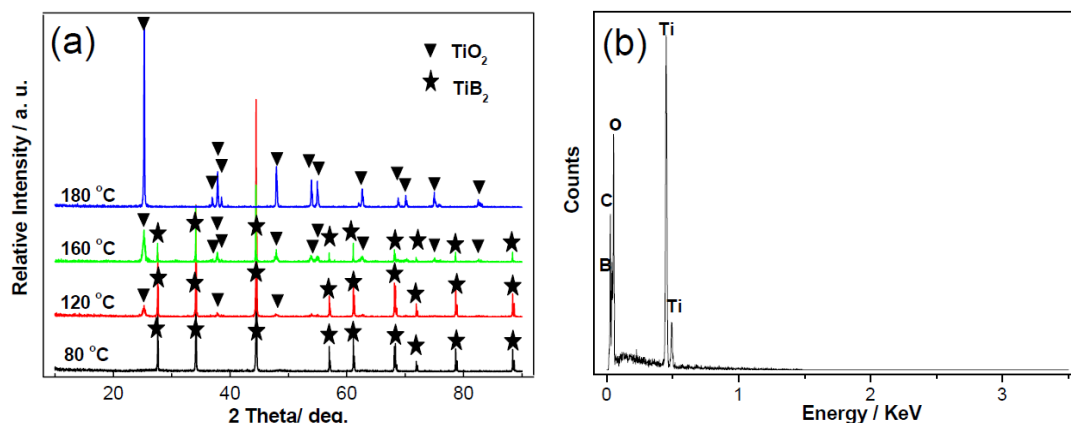 (a)
TiO2
TiB2
180 °C
160 °C
120 °C
80 °C
Relative Intensity / a. u.
20 40 60 80
2 Theta/ deg.
(b)
Ti
O
C
B
Ti
Counts
0 1 2 3
Energy / KeV